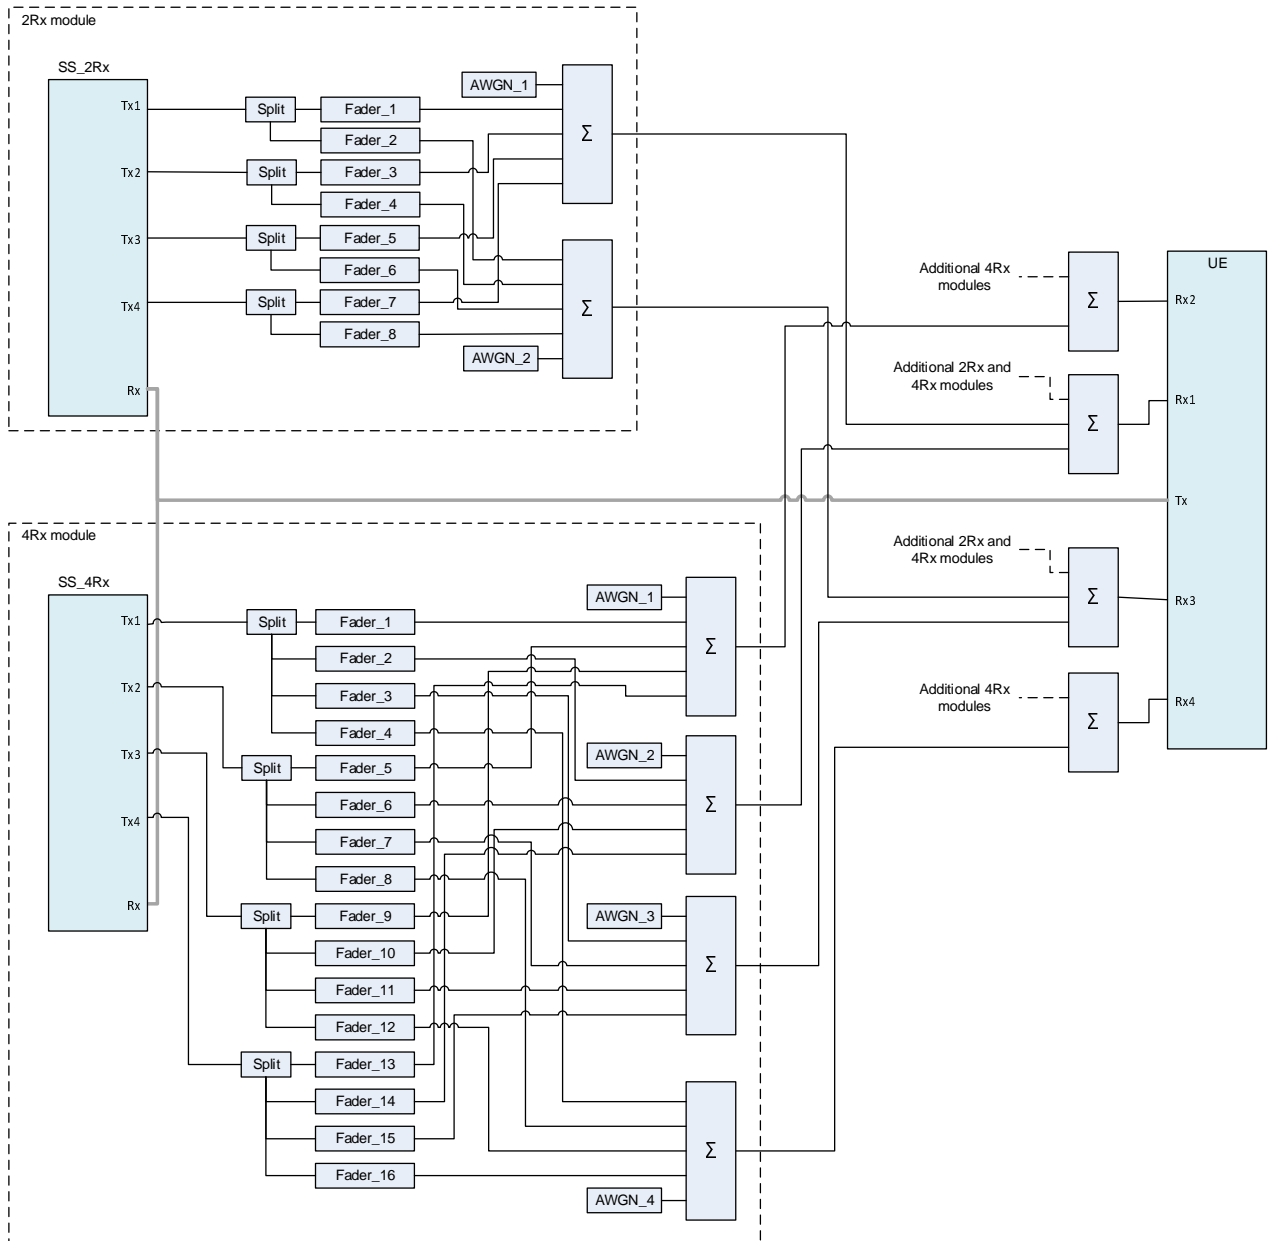 2Rx module
SS_2Rx
Tx1
Tx2
Tx3
Tx4
Rx
Split
Split
Split
Split
Fader_1
Fader_2
Fader_3
Fader_4
Fader_5
Fader_6
Fader_7
Fader_8
AWGN_1
Σ
Σ
AWGN_2
Additional 4Rx
modules
Σ
Additional 2Rx and
4Rx modules
Σ
Additional 2Rx and
4Rx modules
Σ
Additional 4Rx
modules
Σ
UE
Rx2
Rx1
Tx
Rx3
Rx4
4Rx module
SS_4Rx
Tx1
Tx2
Tx3
Tx4
Rx
Split
Split
Split
Split
Fader_1
Fader_2
Fader_3
Fader_4
Fader_5
Fader_6
Fader_7
Fader_8
Fader_9
Fader_10
Fader_11
Fader_12
Fader_13
Fader_14
Fader_15
Fader_16
AWGN_1
Σ
AWGN_2
Σ
AWGN_3
Σ
Σ
AWGN_4